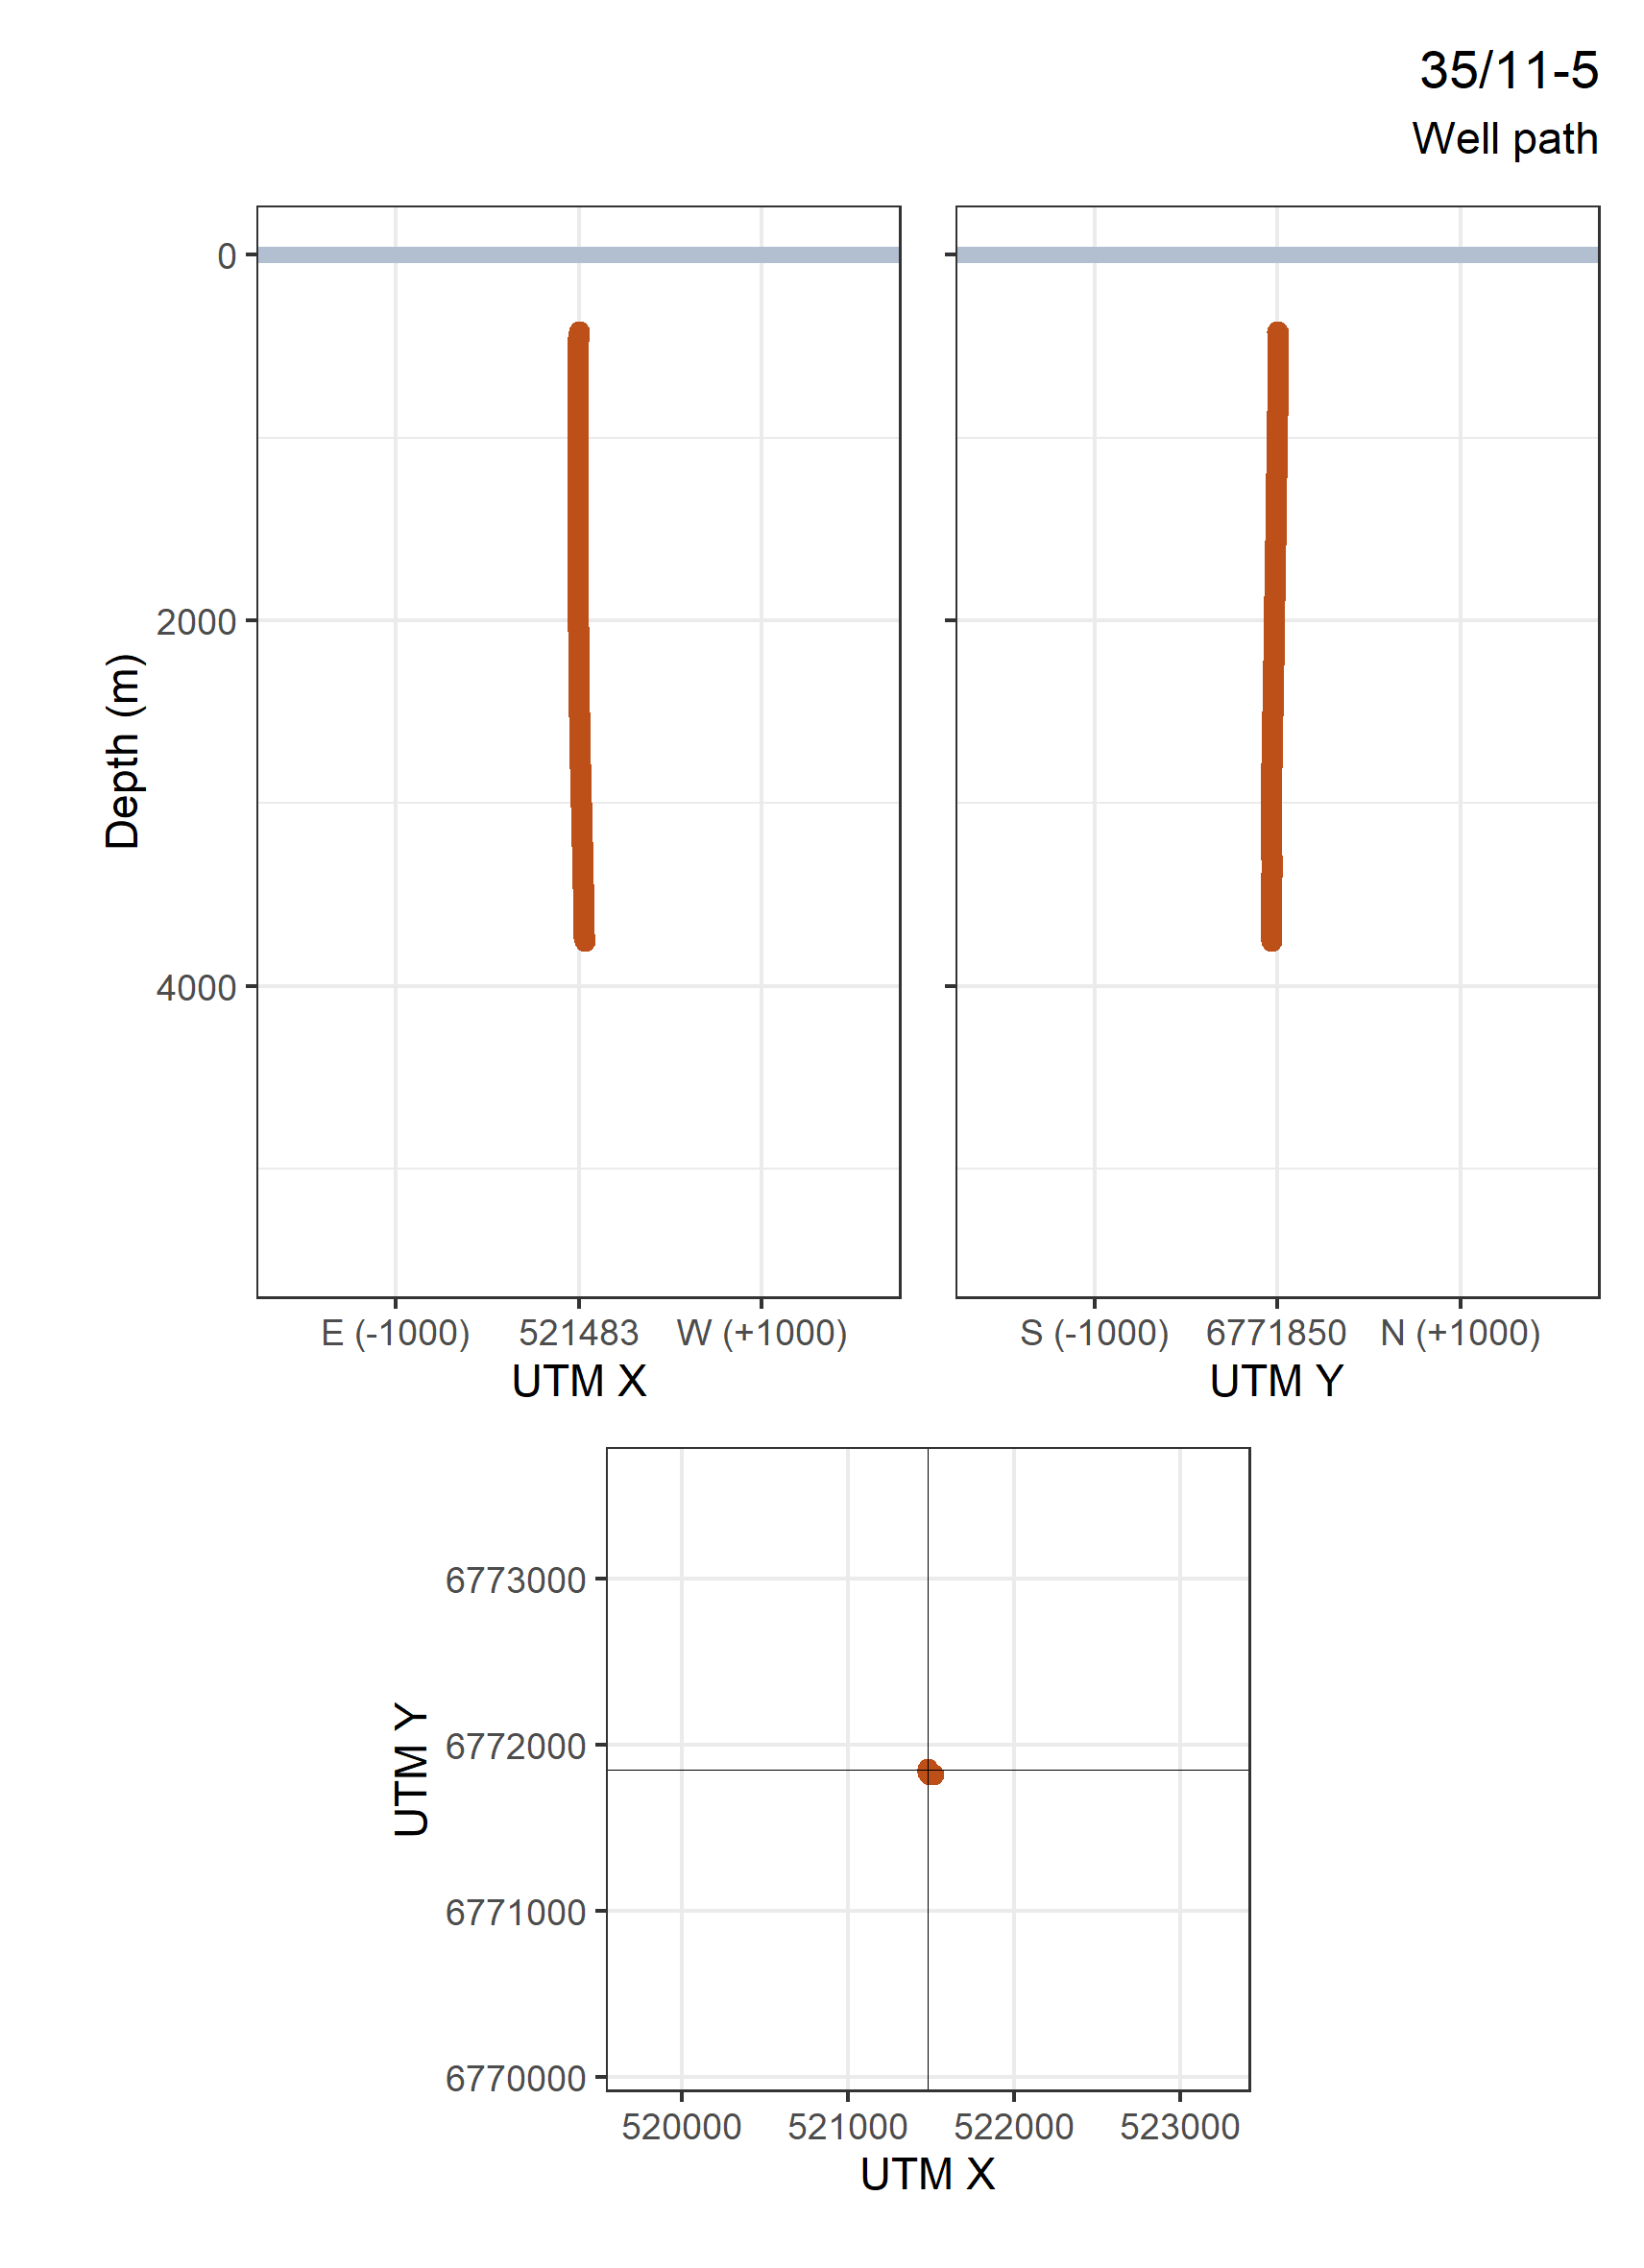 35/11-5
Well path
0
2000
4000
Depth (m)
E (-1000) 521483 W (+1000)
UTM X
S (-1000) 6771850 N (+1000)
UTM Y
6773000
6772000
6771000
6770000
UTM Y
520000 521000 522000 523000
UTM X